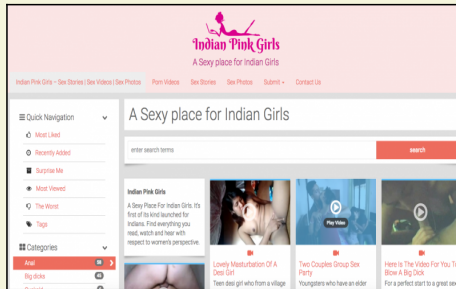 Indian Pink Girls
A Sexy place for Indian Girls
Indian Pink Girls – Sex Stories | Sex Videos | Sex Photos
Porn Videos
Sex Stories
Sex Photos
Submit
Contact Us
Quick Navigation
Most Liked
Recently Added
Surprise Me
Most Viewed
The Worst
Tags
Categories
Anal
Big dicks
A Sexy place for Indian Girls
enter search terms
search
Indian Pink Girls
A Sexy Place For Indian Girls. It's
first of its kind launched for
Indians. Find everything you
read, watch and hear with
respect to women's perspective.
Lovely Masturbation Of A
Desi Girl
Teen desi girl who from a village
Play Video
Two Couples Group Sex
Party
Youngsters who have an elder
Here Is The Video For You To
Blow A Big Dick
For a perfect start to a great sex